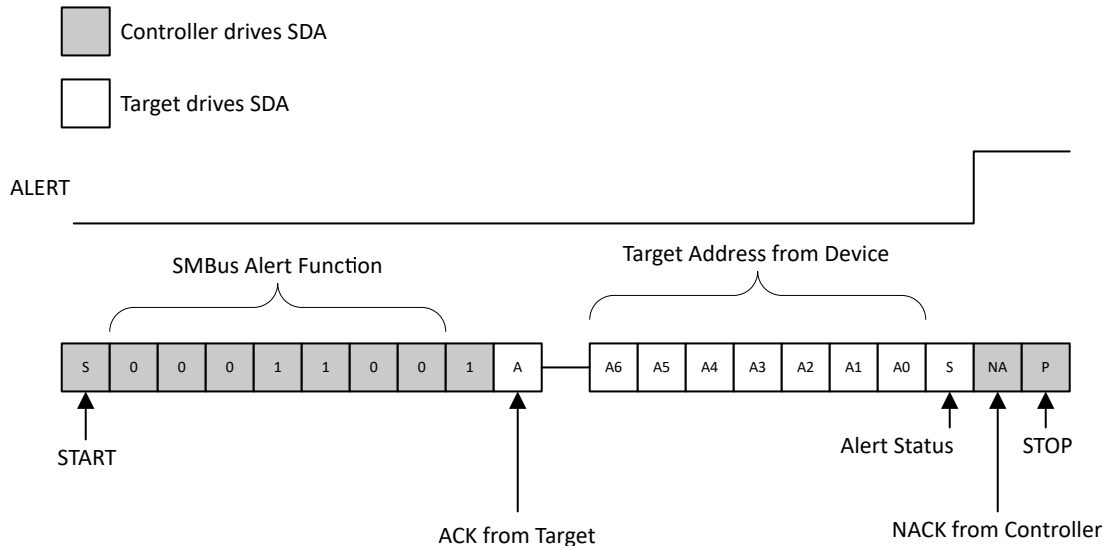 Controller drives SDA
Target drives SDA
ALERT
SMBus Alert Function
Target Address from Device
S 0 0 0 1 1 0 0 1 A A6 A5 A4 A3 A2 A1 A0 S NA P
START
Alert Status
STOP
ACK from Target
NACK from Controller